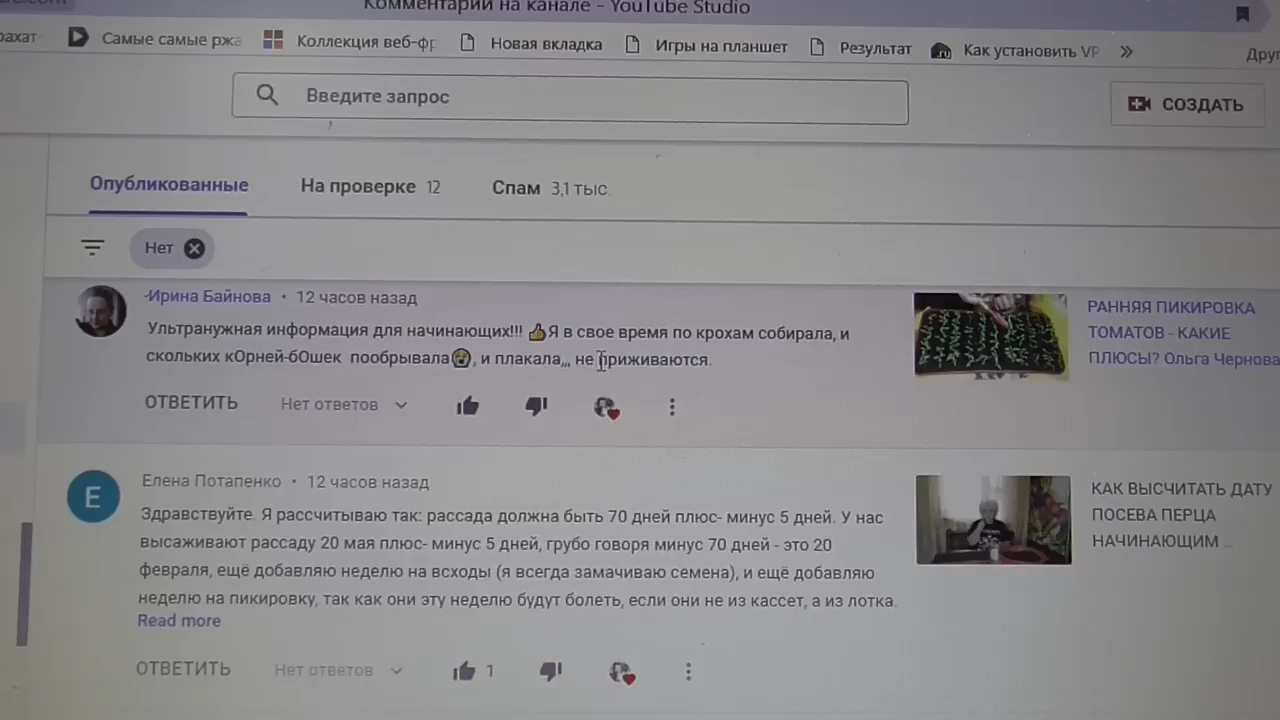 Комментарии на канале - YouTube Studio
Самые самые ржа
Коллекция веб-фр
Новая вкладка
Игры на планшет
Результат
Как установить VP
»
Друг
Введите запрос
СОЗДАТЬ
Опубликованные
На проверке 12
Спам 3,1 тыс.
Нет
Ирина Байнова • 12 часов назад
Ультранужная информация для начинающих!!! 👍Я в свое время по крохам собирала, и
скольких кОрней-бОшек пообрывала😭, и плакала,,, не приживаются.
ОТВЕТИТЬ
Нет ответов
РАННЯЯ ПИКИРОВКА
ТОМАТОВ - КАКИЕ
ПЛЮСЫ? Ольга Чернова
Е
Елена Потапенко • 12 часов назад
Здравствуйте. Я рассчитываю так: рассада должна быть 70 дней плюс- минус 5 дней. У нас
высаживают рассаду 20 мая плюс- минус 5 дней, грубо говоря минус 70 дней - это 20
февраля, ещё добавляю неделю на всходы (я всегда замачиваю семена), и ещё добавляю
неделю на пикировку, так как они эту неделю будут болеть, если они не из кассет, а из лотка.
Read more
ОТВЕТИТЬ
Нет ответов
1
КАК ВЫСЧИТАТЬ ДАТУ
ПОСЕВА ПЕРЦА
НАЧИНАЮЩИМ ...